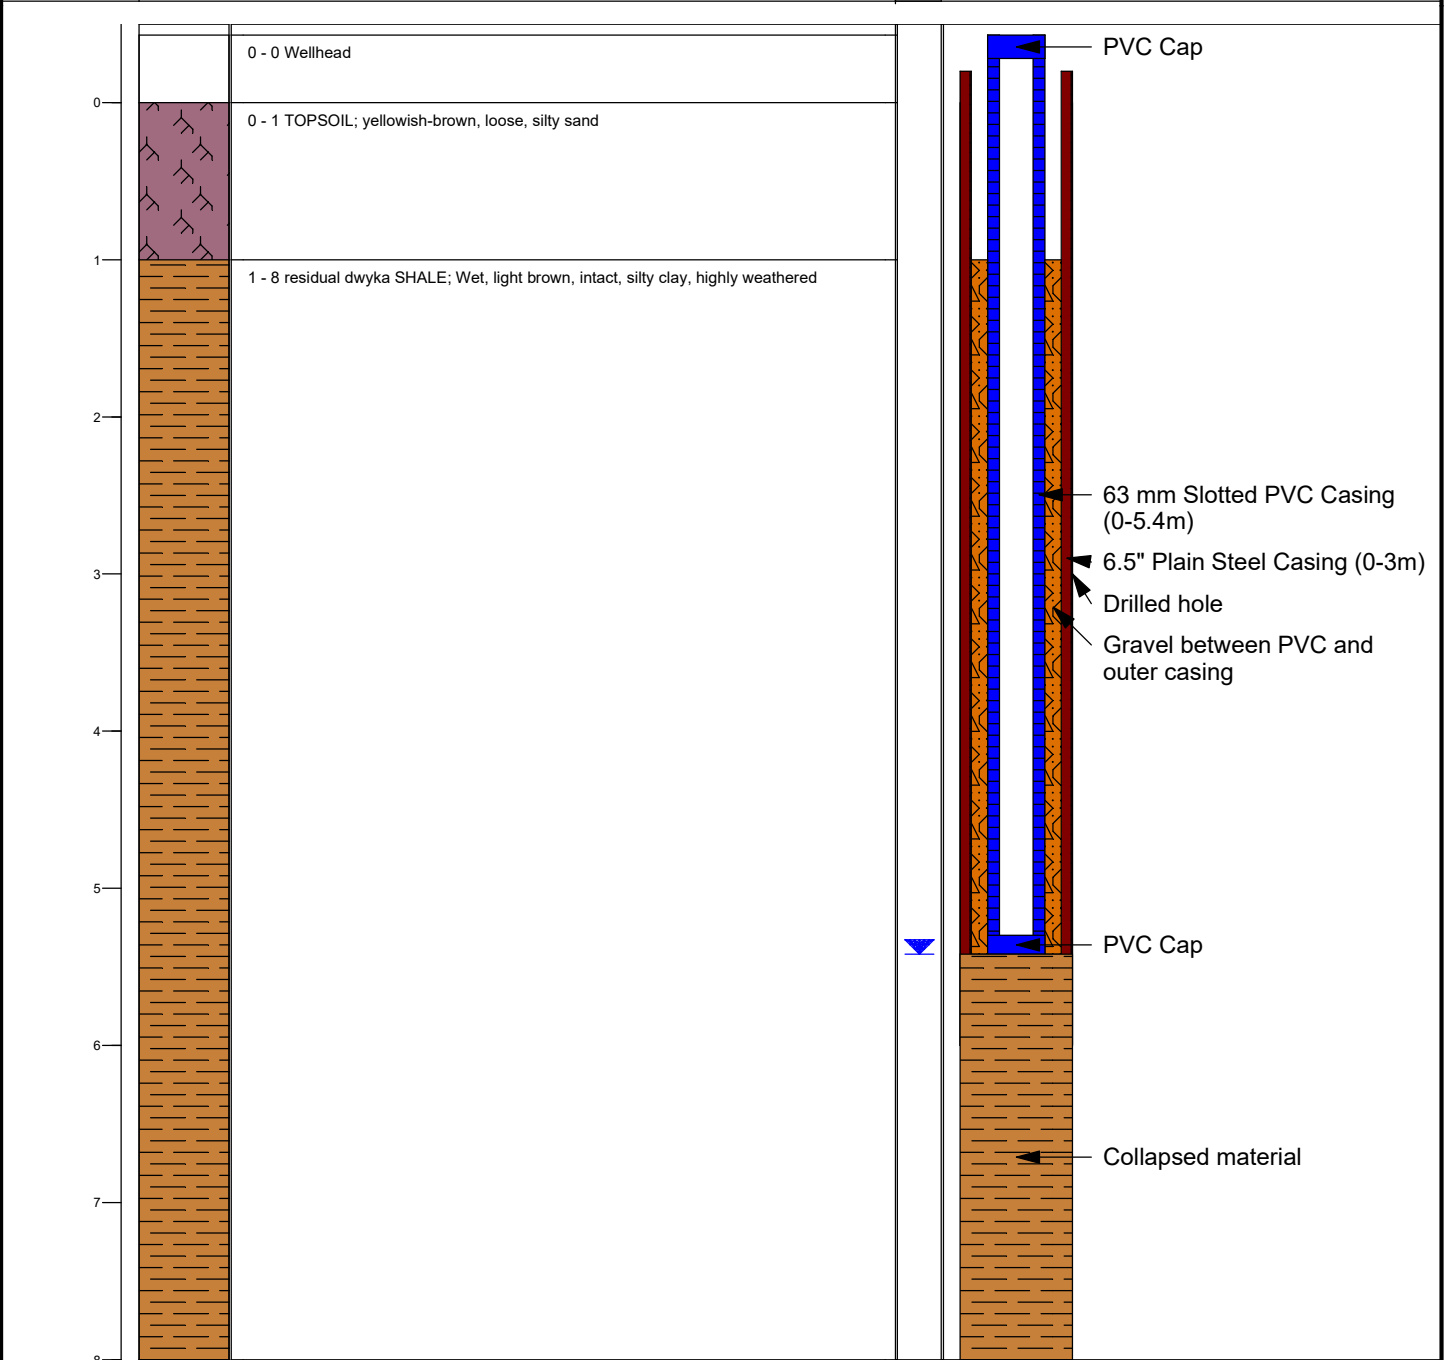 0 - 0 Wellhead
PVC Cap
0
0 - 1 TOPSOIL; yellowish-brown, loose, silty sand
1
1 - 8 residual dwyka SHALE; Wet, light brown, intact, silty clay, highly weathered
2
63 mm Slotted PVC Casing
(0-5.4m)
6.5" Plain Steel Casing (0-3m)
3
Drilled hole
Gravel between PVC and
outer casing
4
5
PVC Cap
6
Collapsed material
7
8